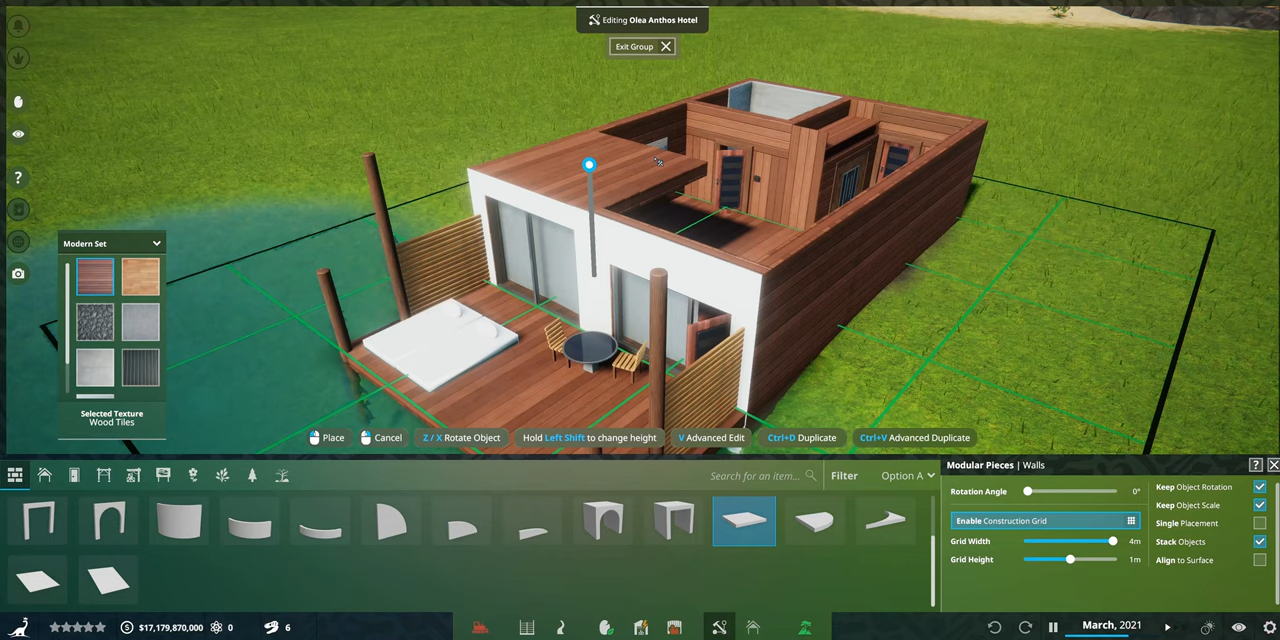 Editing Olea Anthos Hotel
Exit Group
Modern Set
Selected Texture
Wood Tiles
Place
Cancel
Z / X Rotate Object
Hold Left Shift to change height
V Advanced Edit
Ctrl+D Duplicate
Ctrl+V Advanced Duplicate
Search for an item...
Filter
Option A
Modular Pieces | Walls
?
Rotation Angle
0°
Enable Construction Grid
Grid Width
4m
Grid Height
1m
Keep Object Rotation
Keep Object Scale
Single Placement
Stack Objects
Align to Surface
$17,179,870,000
0
6
March, 2021